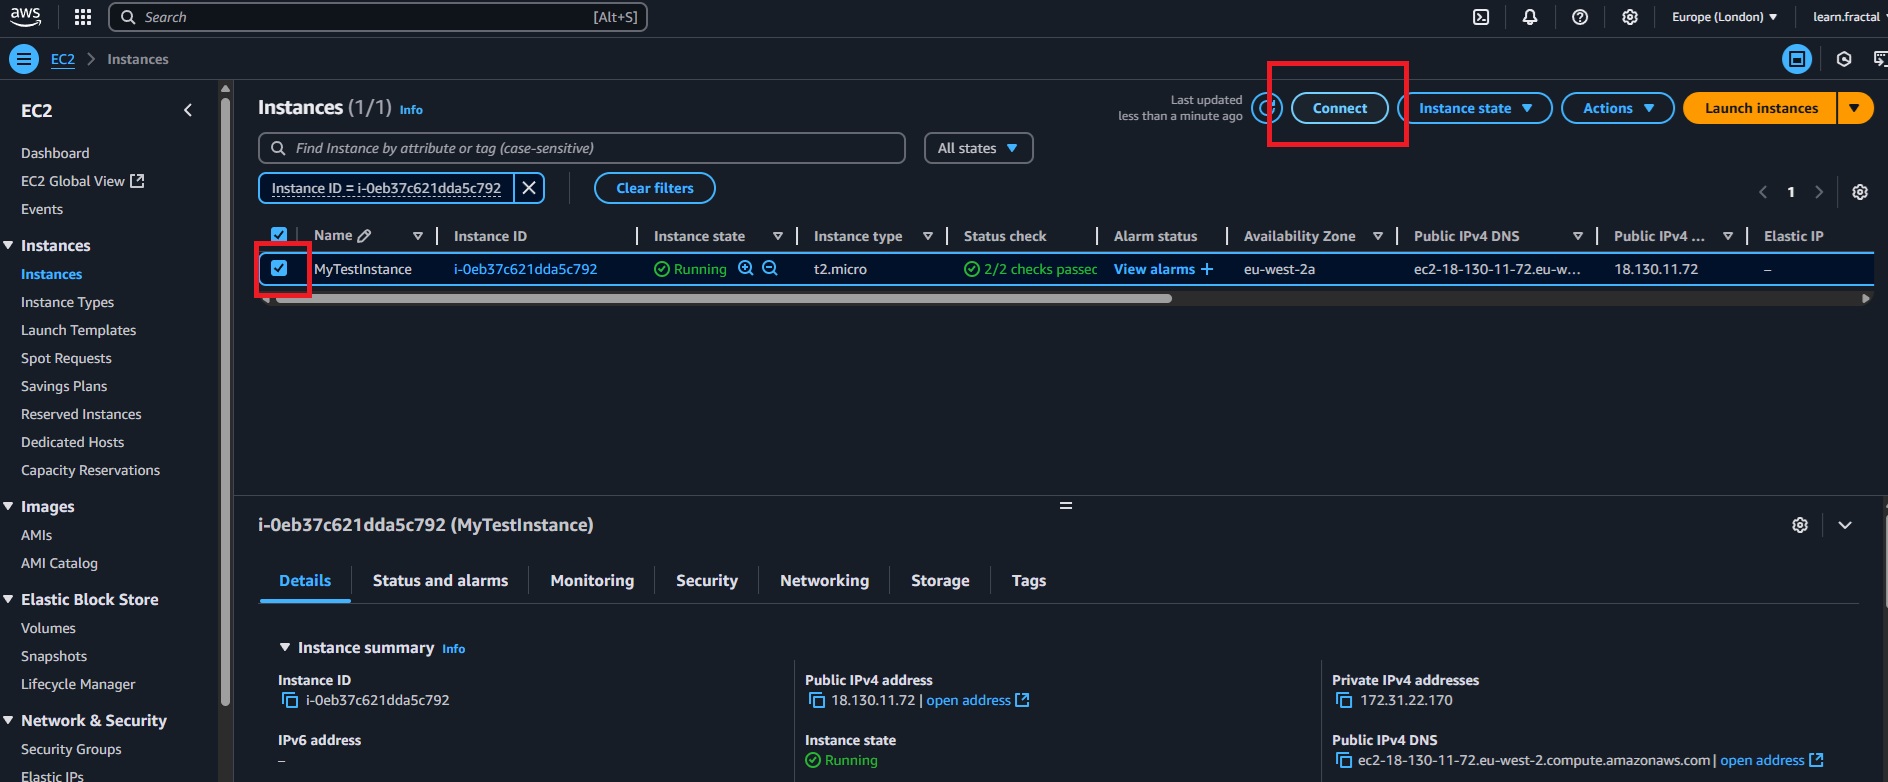 aws
Search [Alt+S]
Europe (London)
learn.fractal
EC2 Instances
EC2
Dashboard
EC2 Global View
Events
Instances
Instances
Instance Types
Launch Templates
Spot Requests
Savings Plans
Reserved Instances
Dedicated Hosts
Capacity Reservations
Images
AMIs
AMI Catalog
Elastic Block Store
Volumes
Snapshots
Lifecycle Manager
Network & Security
Security Groups
Elastic IPs
Instances (1/1) Info
Last updated
less than a minute ago
Connect
Instance state
Actions
Launch instances
Find Instance by attribute or tag (case-sensitive)
All states
Instance ID = i-0eb37c621dda5c792
Clear filters
1
Name Instance ID Instance state Instance type Status check Alarm status Availability Zone Public IPv4 DNS Public IPv4 ... Elastic IP
MyTestInstance i-0eb37c621dda5c792 Running t2.micro 2/2 checks passec View alarms + eu-west-2a ec2-18-130-11-72.eu-w... 18.130.11.72 –
i-0eb37c621dda5c792 (MyTestInstance)
Details Status and alarms Monitoring Security Networking Storage Tags
Instance summary Info
Instance ID
i-0eb37c621dda5c792
Public IPv4 address
18.130.11.72 | open address
Private IPv4 addresses
172.31.22.170
IPv6 address
–
Instance state
Running
Public IPv4 DNS
ec2-18-130-11-72.eu-west-2.compute.amazonaws.com | open address